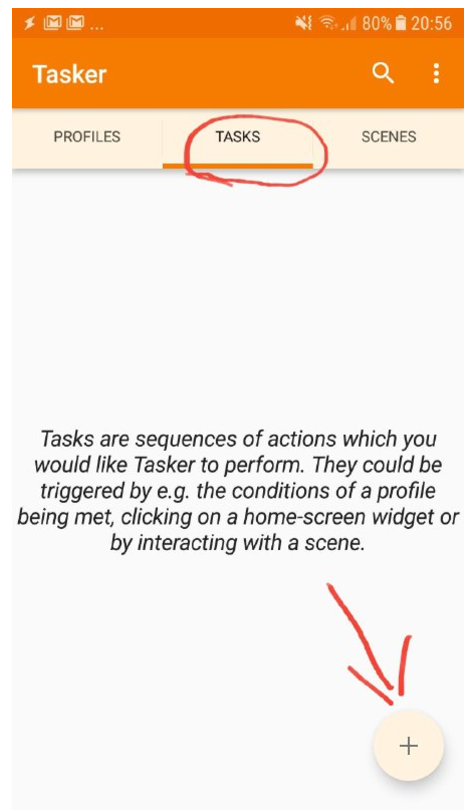 ... 80% 20:56
Tasker
PROFILES TASKS SCENES
Tasks are sequences of actions which you
would like Tasker to perform. They could be
triggered by e.g. the conditions of a profile
being met, clicking on a home-screen widget or
by interacting with a scene.
+